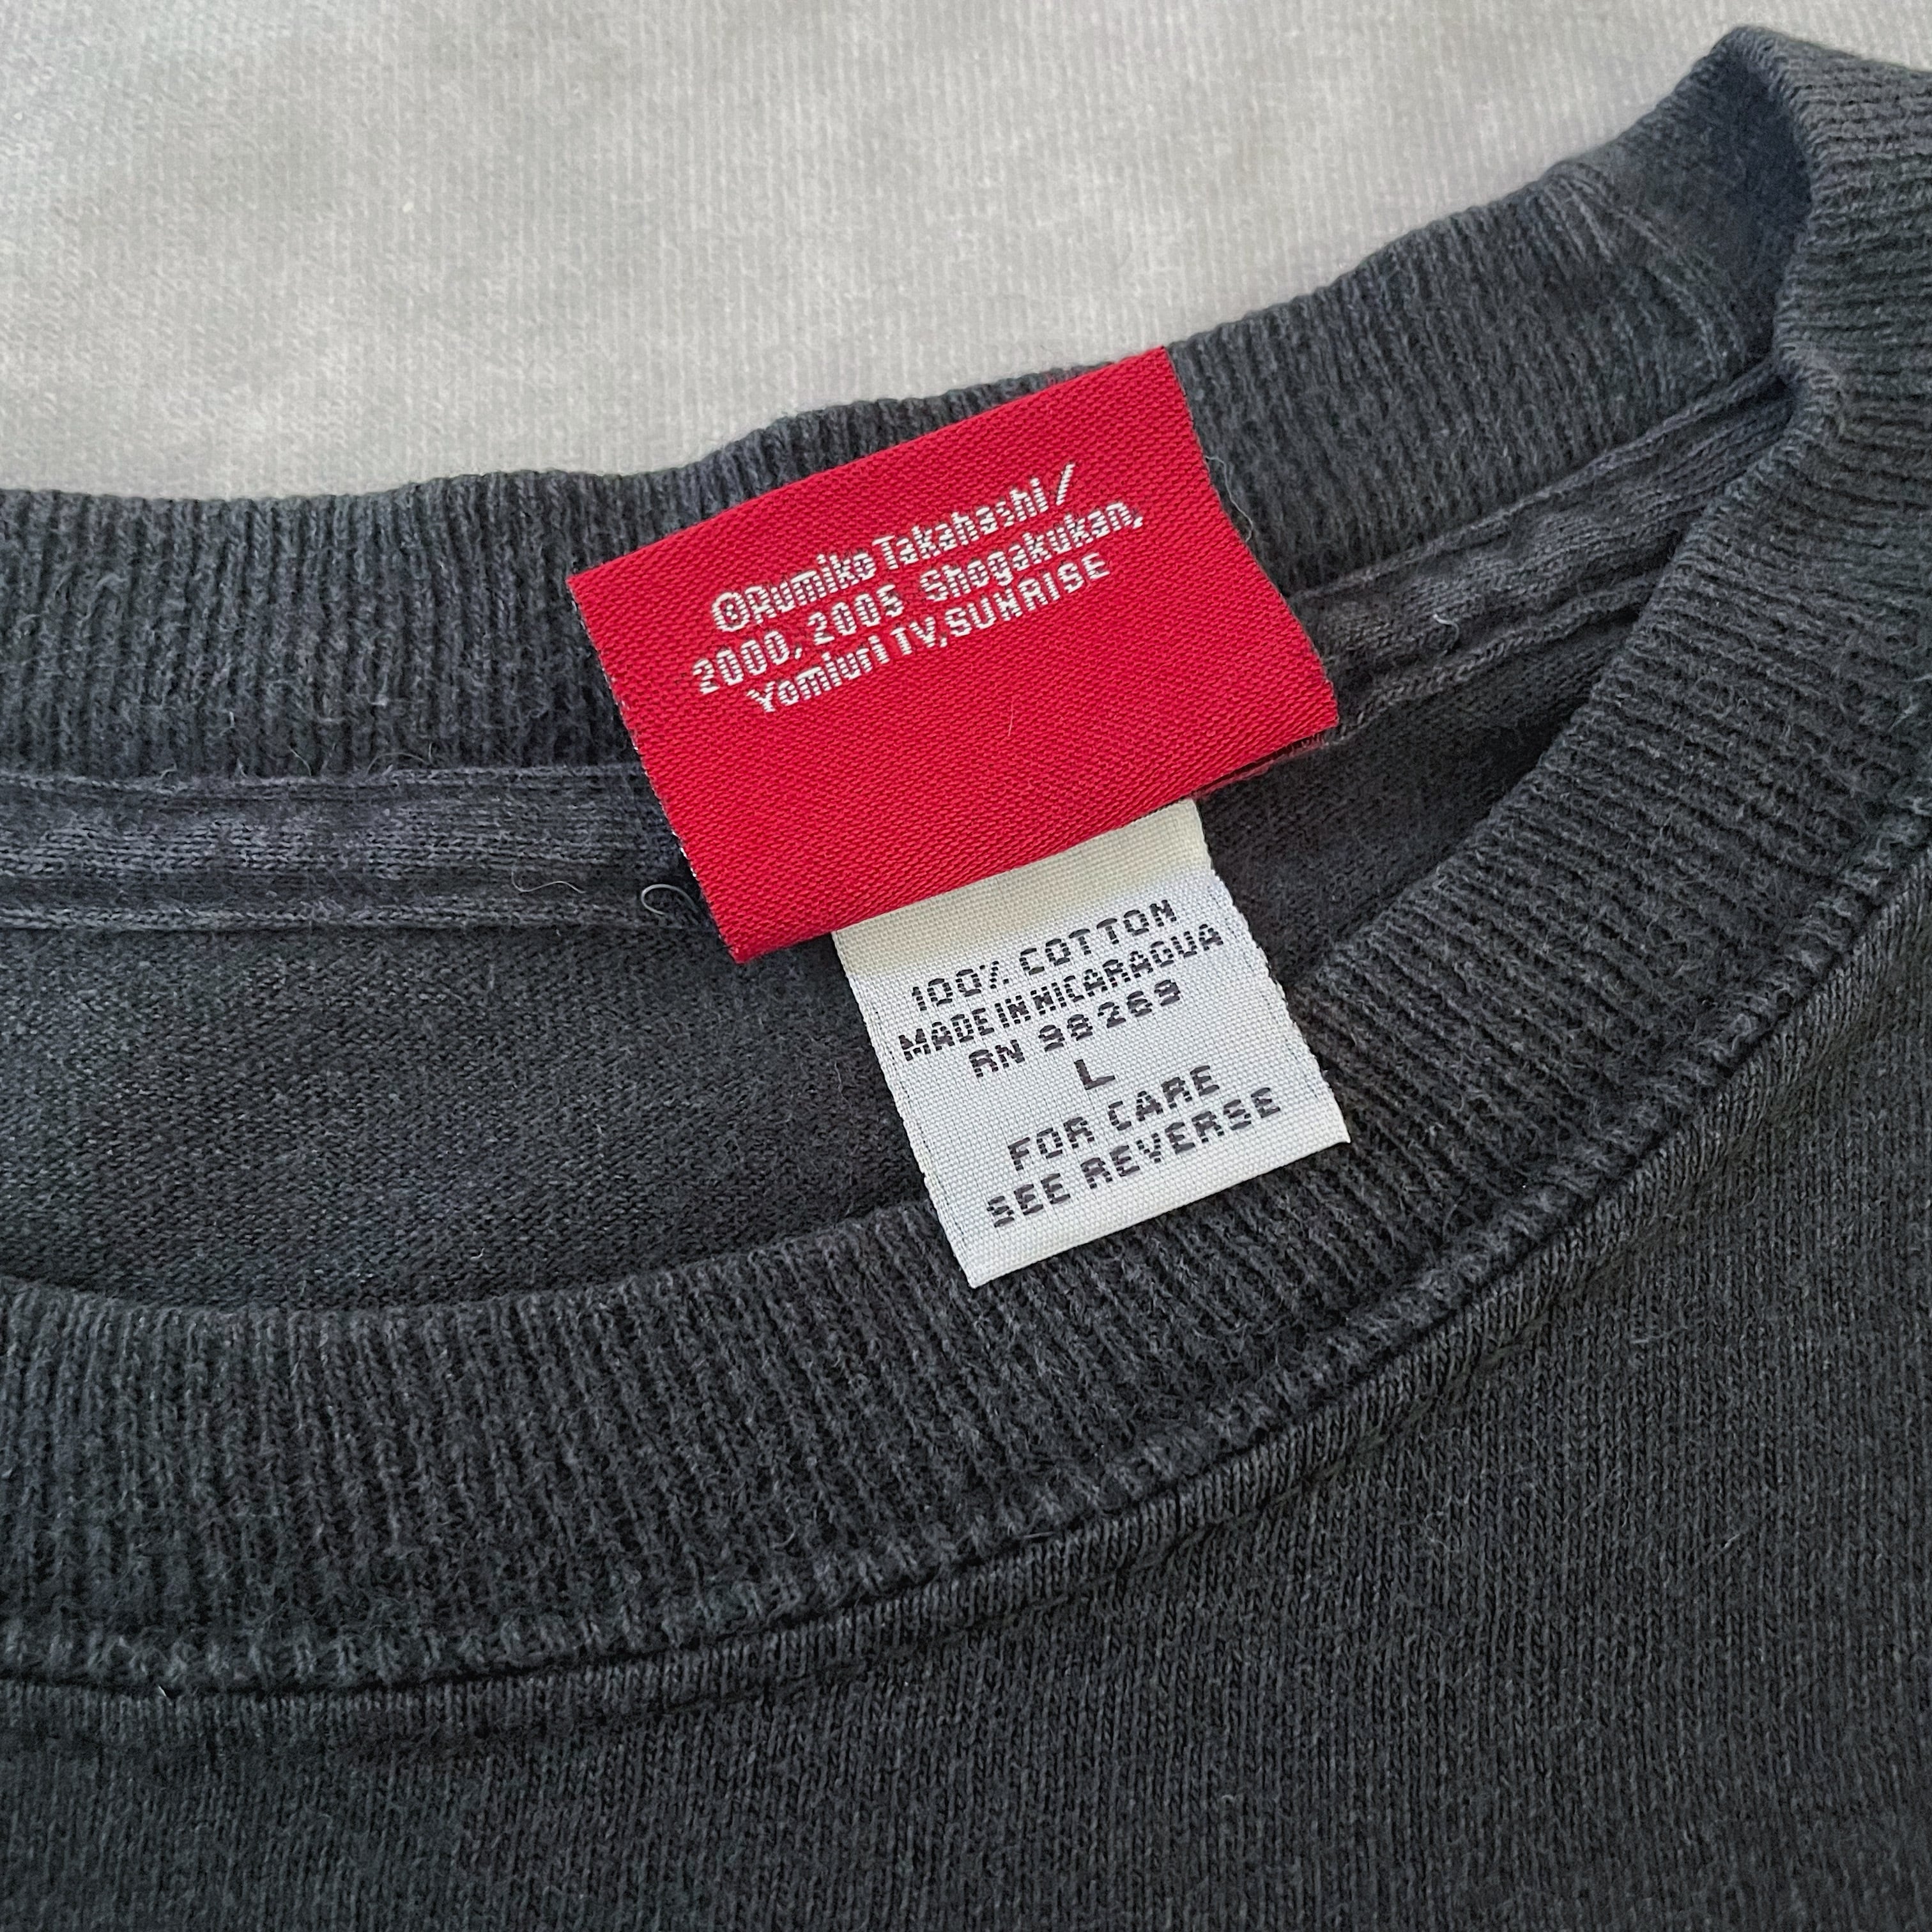 ©Rumiko Takahashi/
2000, 2005 Shogakukan,
Yomiuri TV, SUNRISE
100% COTTON
MADE IN NICARAGUA
RN 98269
L
FOR CARE
SEE REVERSE